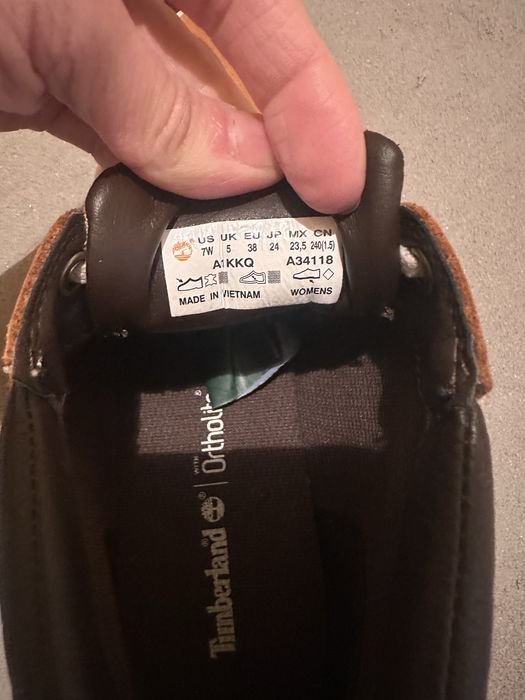 US UK EU JP MX CN
7W 5 38 24 23,5 240(1.5)
A1KKQ A34118
MADE IN VIETNAM WOMENS
Timberland® | WITH Ortholite®